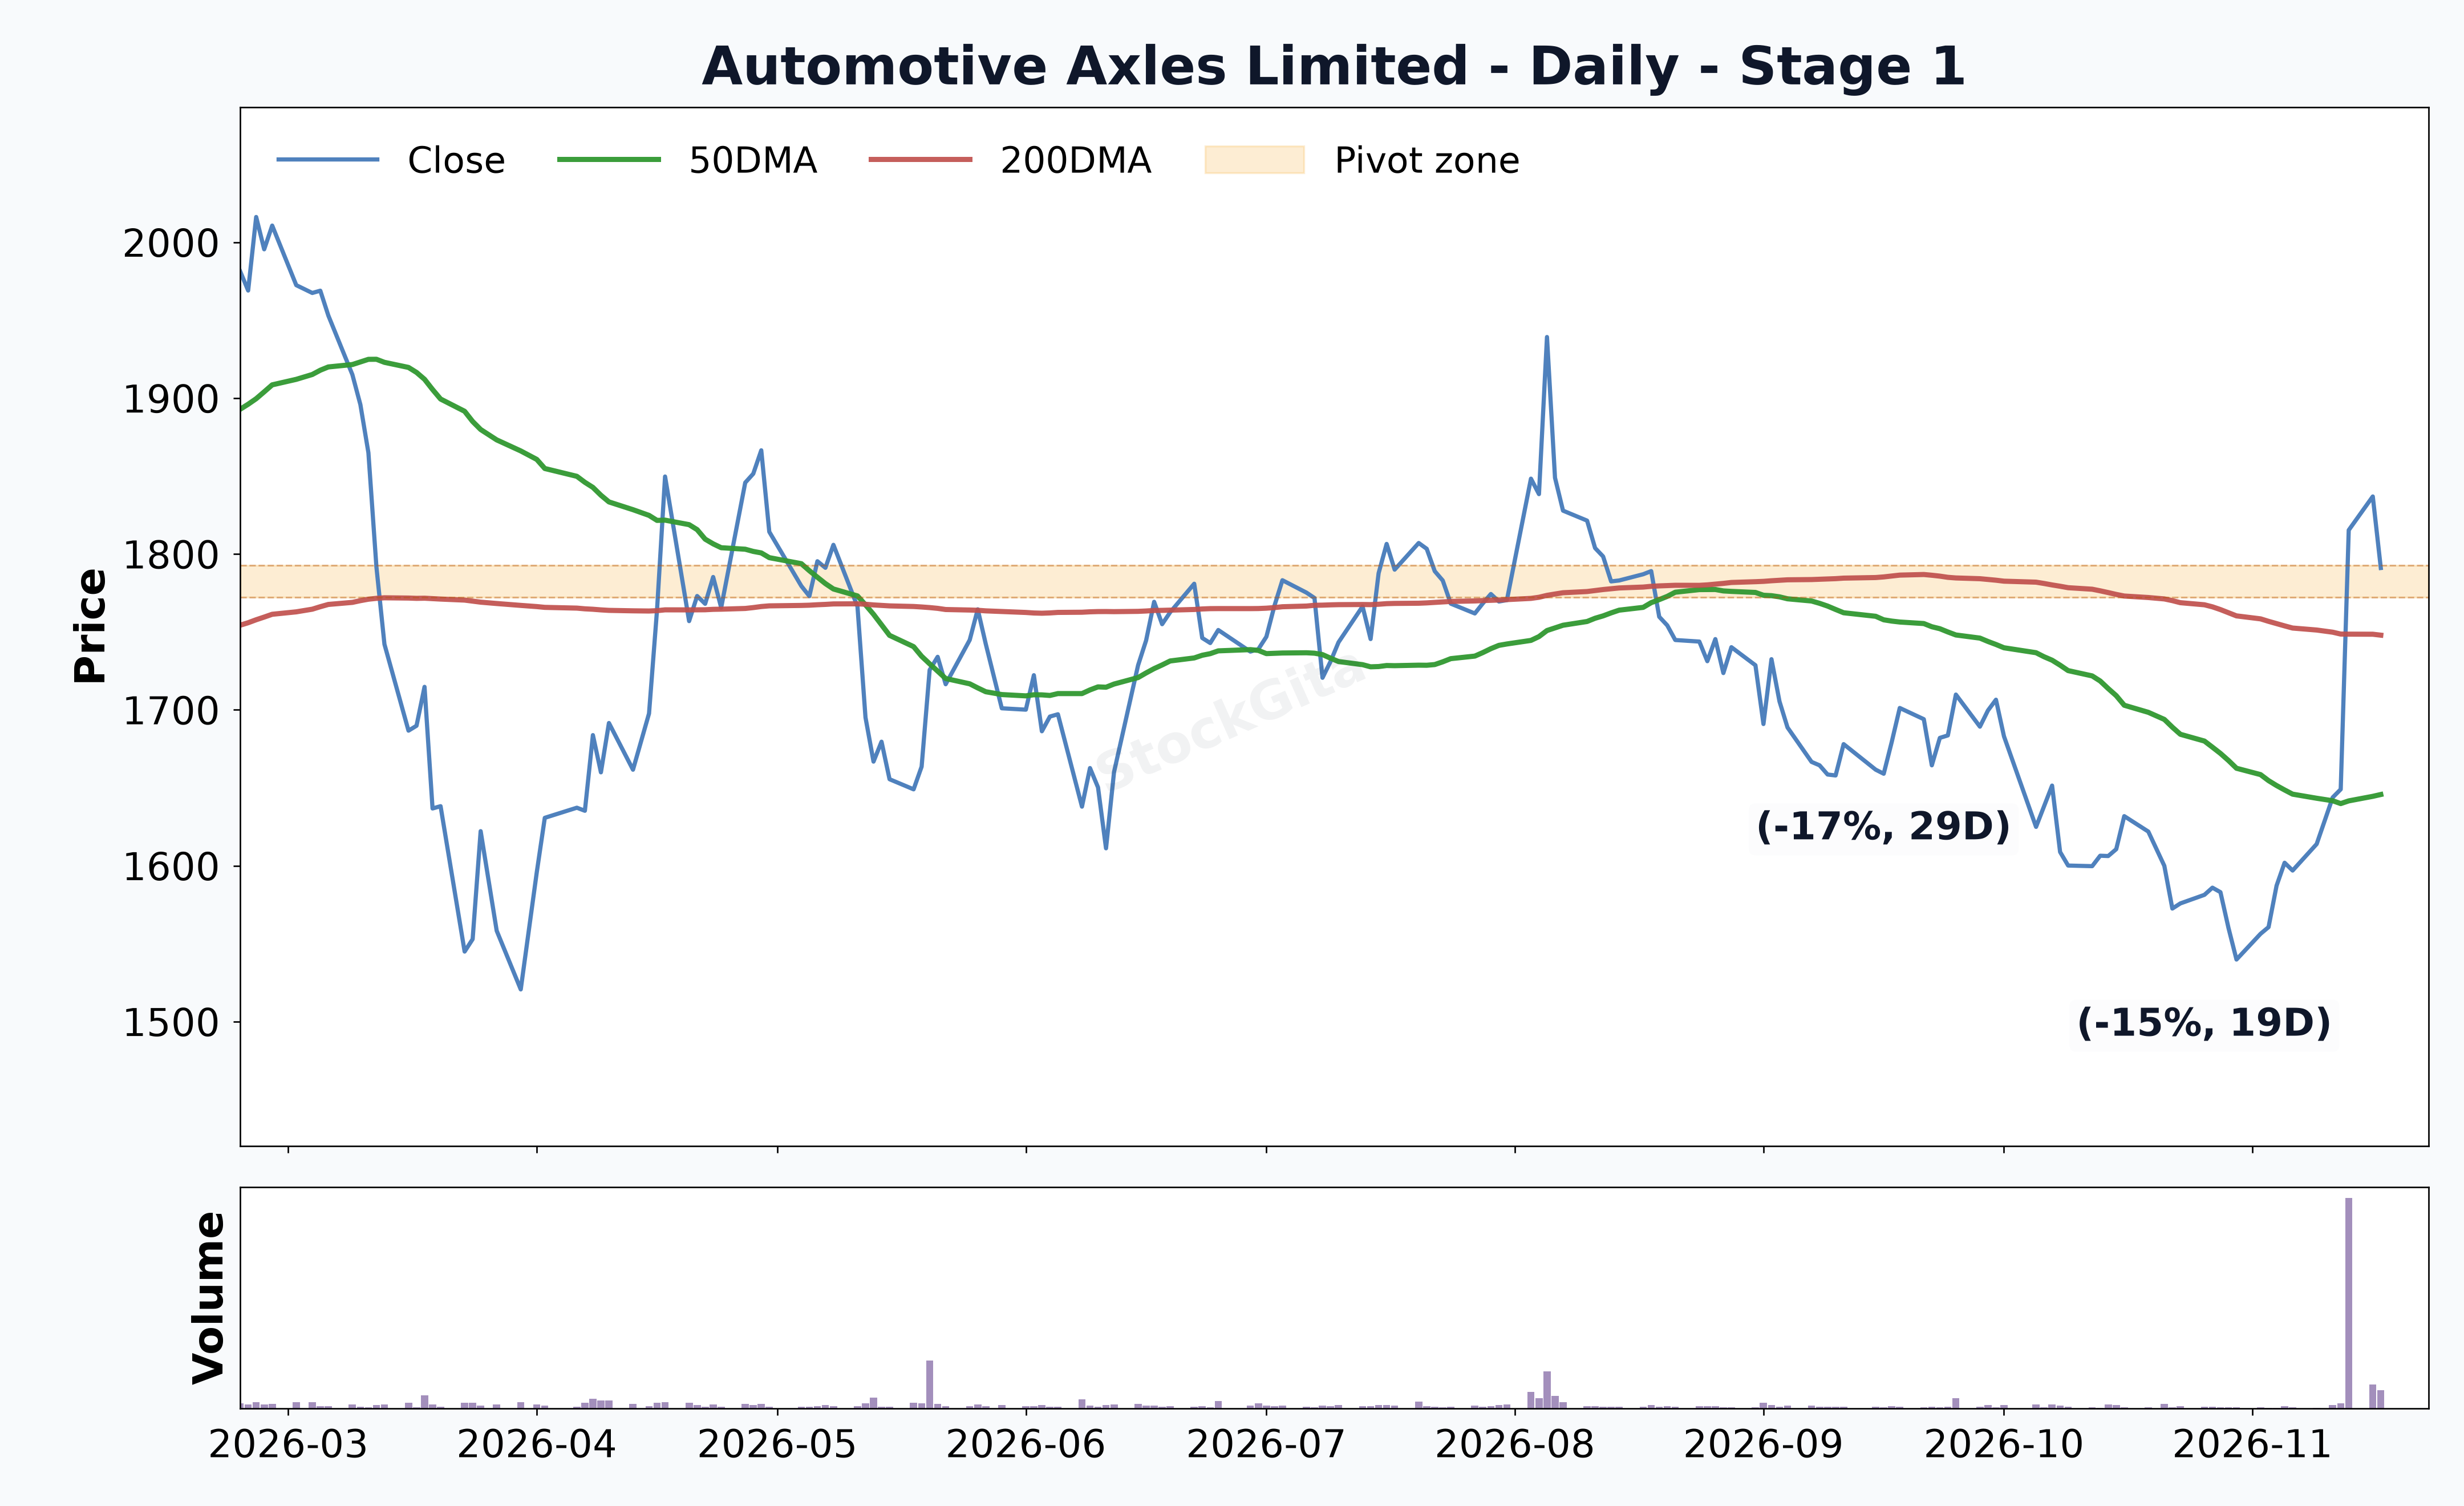 Automotive Axles Limited - Daily - Stage 1
Close 50DMA 200DMA Pivot zone
Price
2000
1900
1800
1700
1600
1500
StockGita
(-17%, 29D)
(-15%, 19D)
Volume
2026-03 2026-04 2026-05 2026-06 2026-07 2026-08 2026-09 2026-10 2026-11